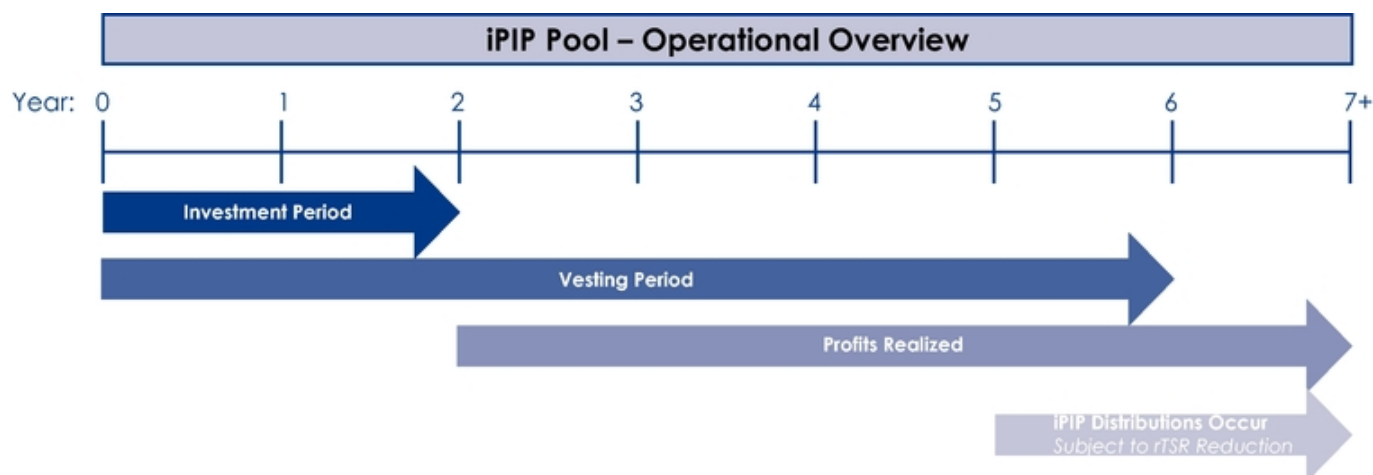 iPIP Pool – Operational Overview
Year: 0 1 2 3 4 5 6 7+
Investment Period
Vesting Period
Profits Realized
iPIP Distributions Occur
Subject to rTSR Reduction